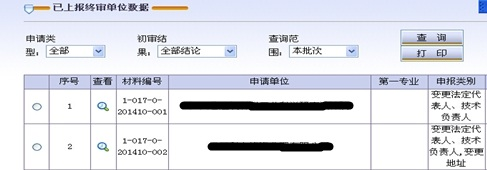 已上报终审单位数据
申请类 初审结 查询范 查 询
型: 全部 果: 全部结论 围: 本批次 打 印
序号 查看 材料编号 申请单位 第一专业 申报类别
1 1-017-0-201410-001 变更法定代表人、技术负责人
2 1-017-0-201410-002 变更法定代表人、技术负责人,变更地址